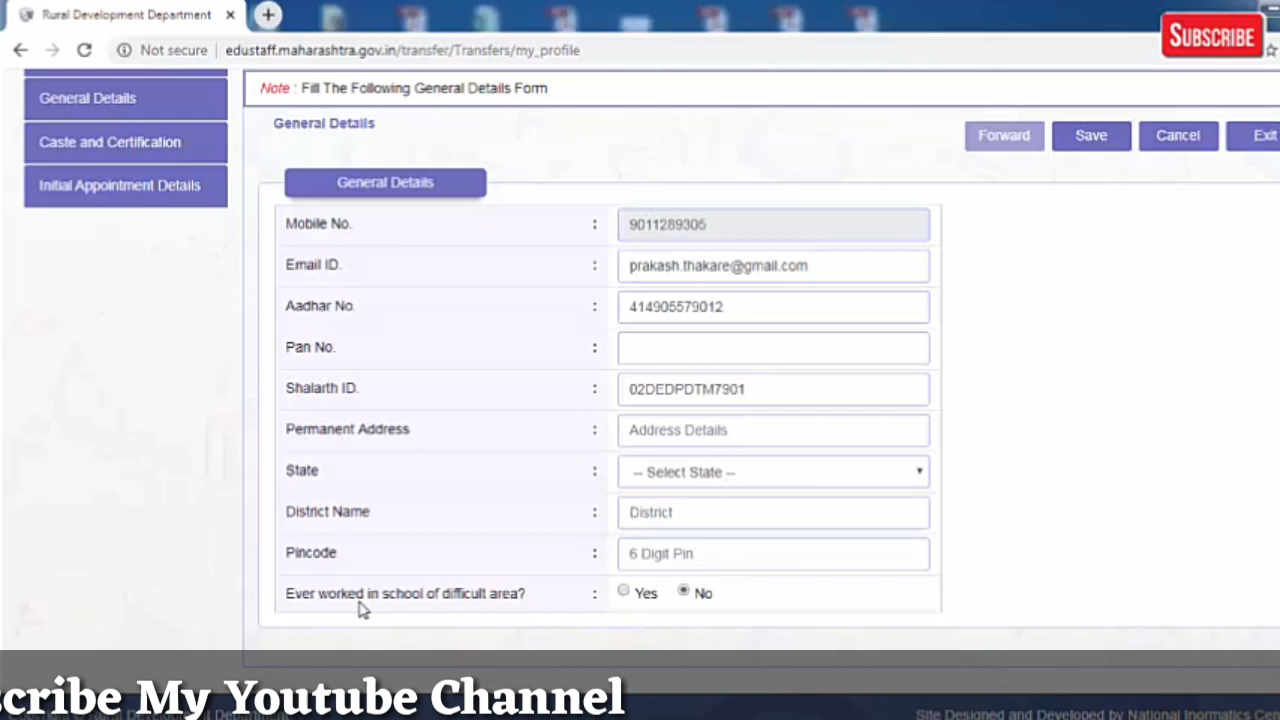 Rural Development Department
Not secure | edustaff.maharashtra.gov.in/transfer/Transfers/my_profile
SUBSCRIBE
General Details
Caste and Certification
Initial Appointment Details
Note : Fill The Following General Details Form
General Details
Forward Save Cancel Exit
General Details
Mobile No. : 9011289305
Email ID. : prakash.thakare@gmail.com
Aadhar No. : 414905579012
Pan No. :
Shalarth ID. : 02DEDPDTM7901
Permanent Address : Address Details
State : -- Select State --
District Name : District
Pincode : 6 Digit Pin
Ever worked in school of difficult area? : Yes No
scribe My Youtube Channel
Site Designed and Developed by National Inormatics Cen